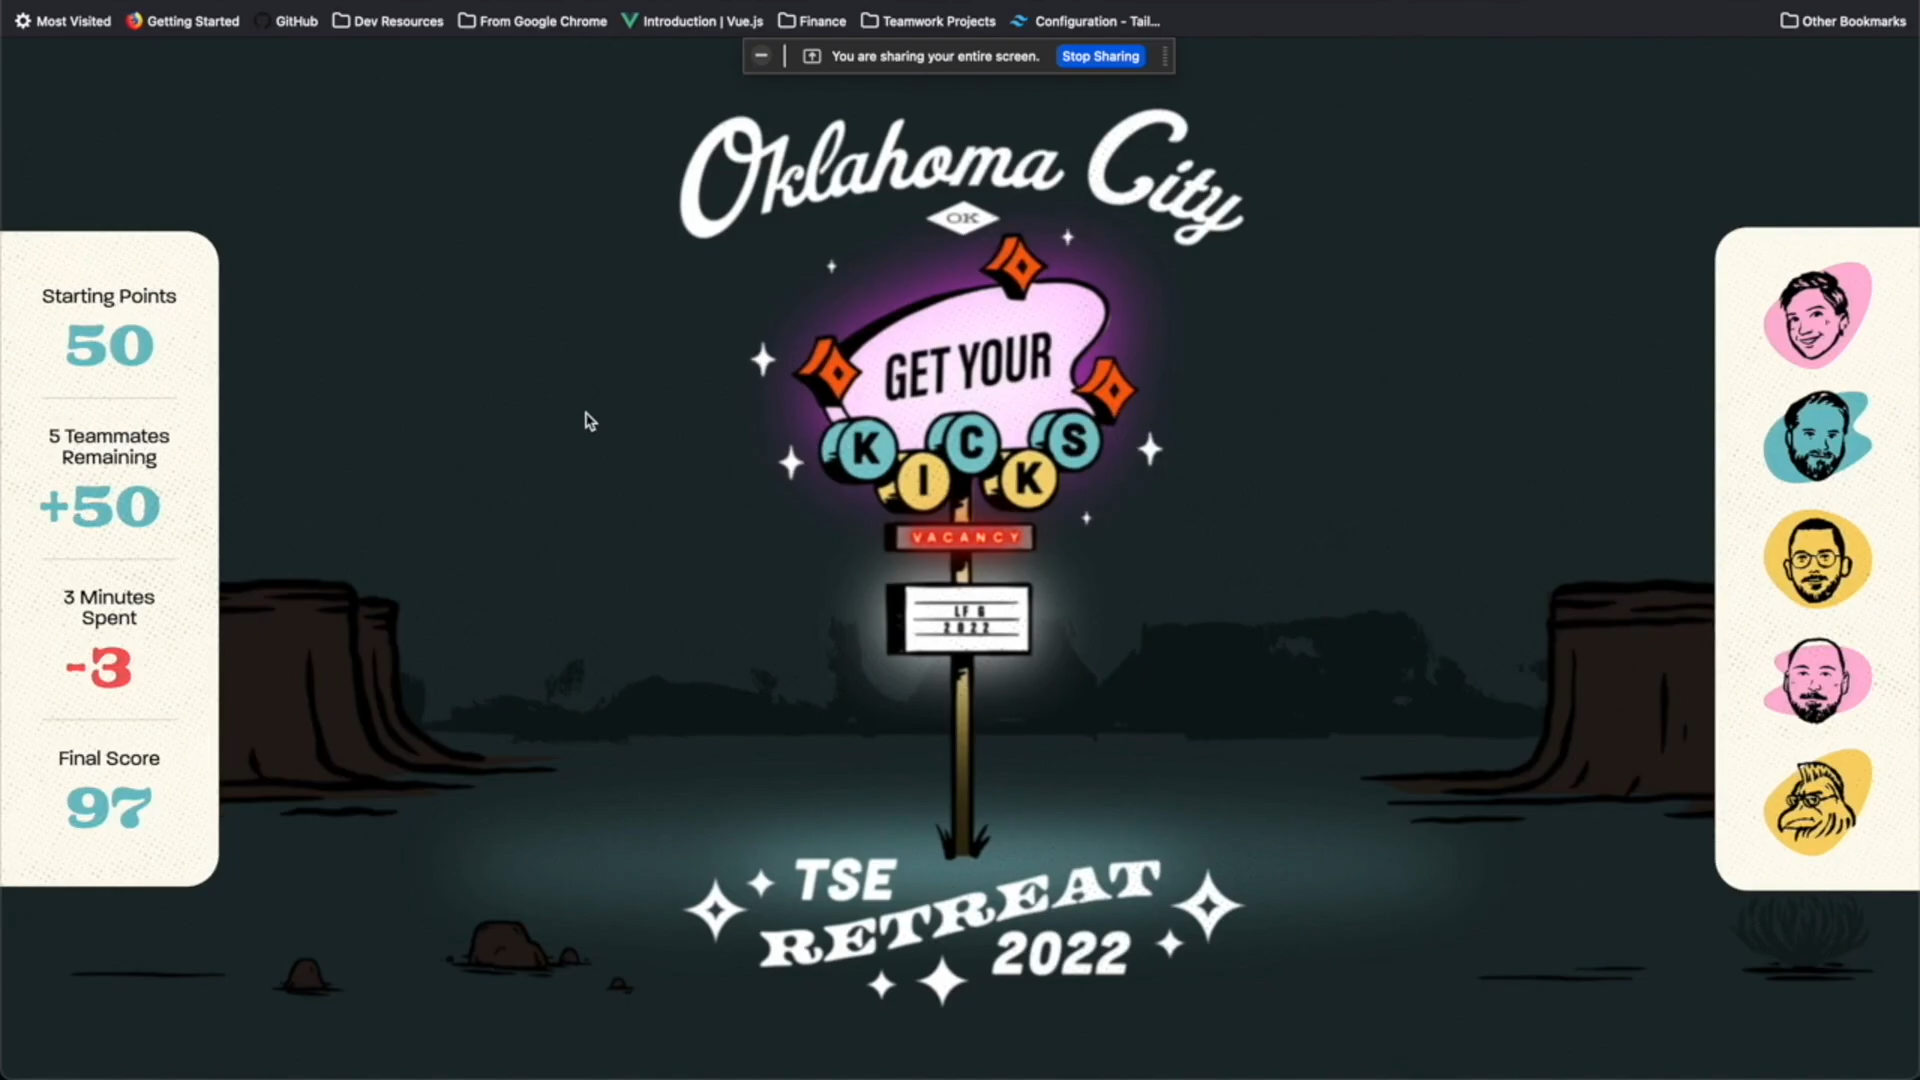 Most Visited Getting Started GitHub Dev Resources From Google Chrome Introduction | Vue.js Finance Teamwork Projects Configuration - Tail... Other Bookmarks
You are sharing your entire screen. Stop Sharing
Oklahoma City
OK
GET YOUR
KICKS
VACANCY
LFG
2022
TSE
RETREAT
2022
Starting Points
50
5 Teammates
Remaining
+50
3 Minutes
Spent
-3
Final Score
97